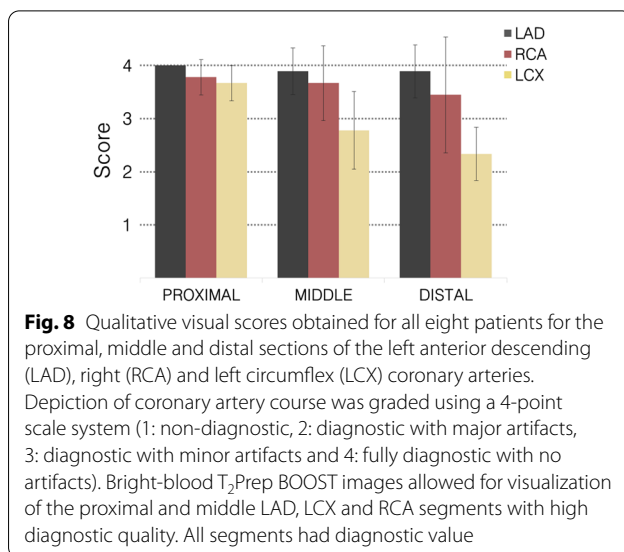 LAD
RCA
LCX
4
3
2
1
Score
PROXIMAL MIDDLE DISTAL
Fig. 8 Qualitative visual scores obtained for all eight patients for the
proximal, middle and distal sections of the left anterior descending
(LAD), right (RCA) and left circumflex (LCX) coronary arteries.
Depiction of coronary artery course was graded using a 4-point
scale system (1: non-diagnostic, 2: diagnostic with major artifacts,
3: diagnostic with minor artifacts and 4: fully diagnostic with no
artifacts). Bright-blood T₂Prep BOOST images allowed for visualization
of the proximal and middle LAD, LCX and RCA segments with high
diagnostic quality. All segments had diagnostic value